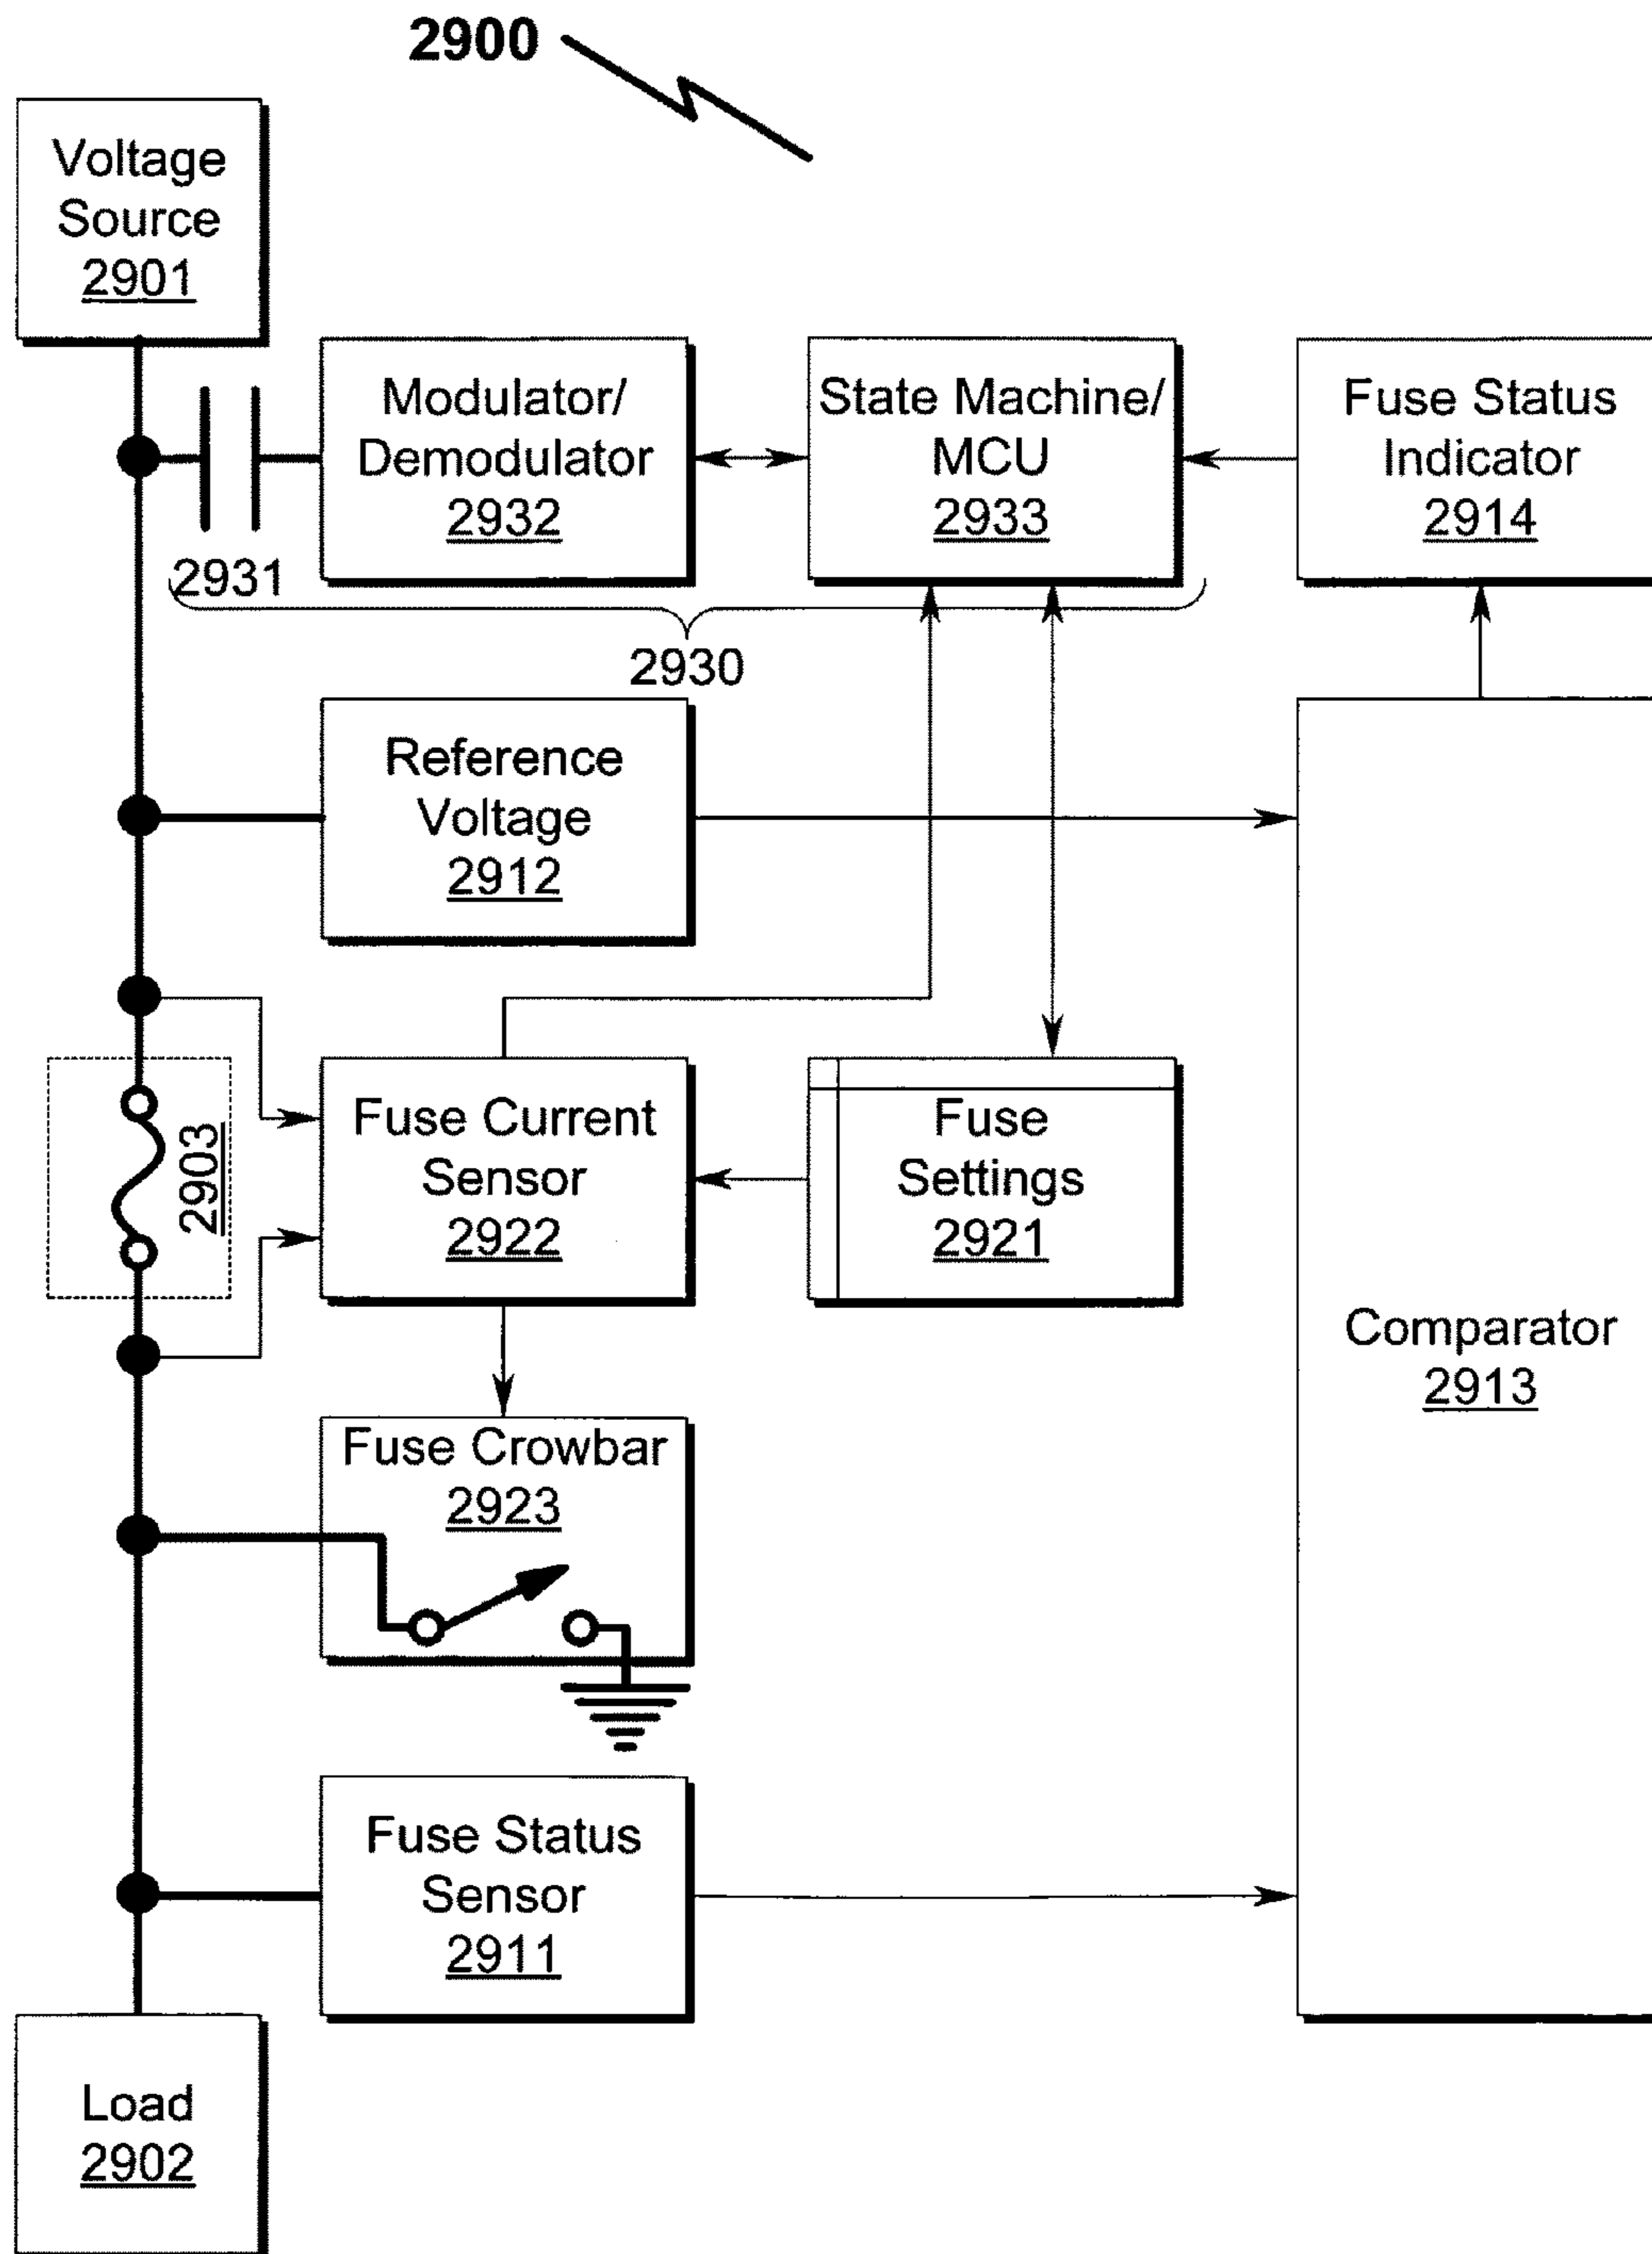 2900
Voltage
Source
2901
Modulator/
Demodulator
2932
State Machine/
MCU
2933
Fuse Status
Indicator
2914
2931
2930
Reference
Voltage
2912
2903
Fuse Current
Sensor
2922
Fuse
Settings
2921
Comparator
2913
Fuse Crowbar
2923
Fuse Status
Sensor
2911
Load
2902